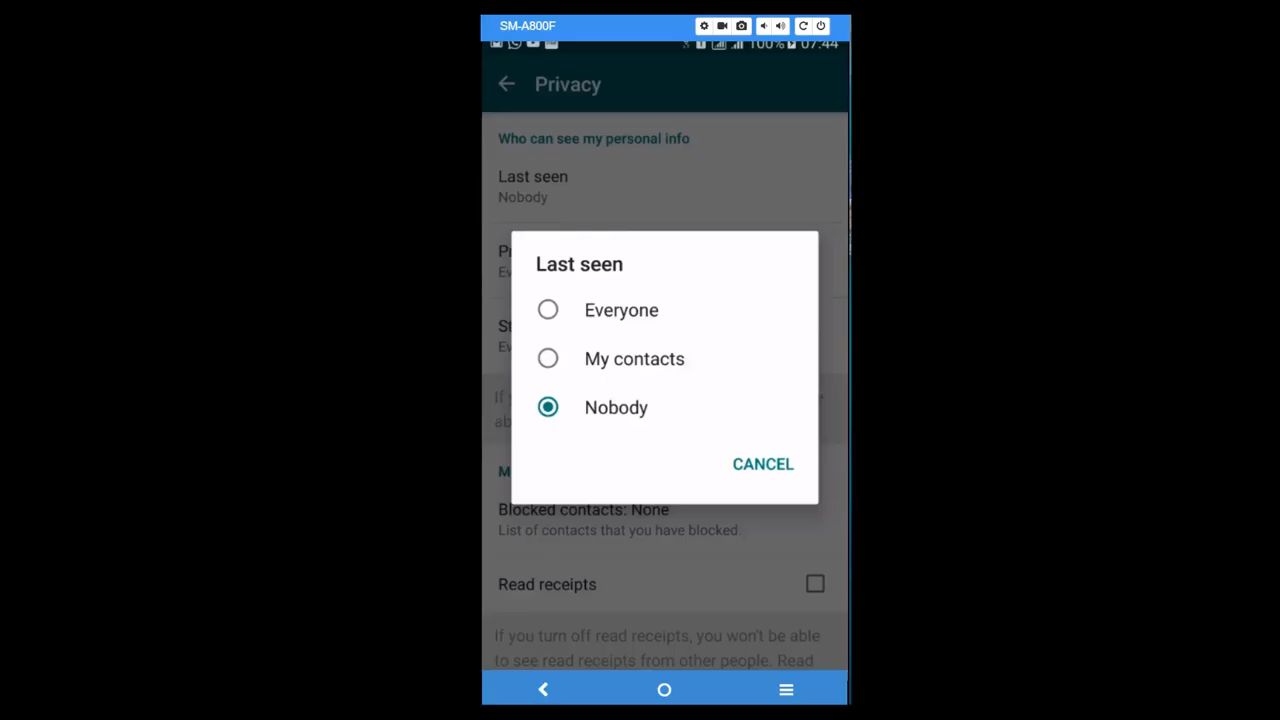 SM-A800F
100% 07:44
Privacy
Who can see my personal info
Last seen
Nobody
Last seen
Everyone
My contacts
Nobody
CANCEL
Blocked contacts: None
List of contacts that you have blocked.
Read receipts
If you turn off read receipts, you won't be able
to see read receipts from other people. Read